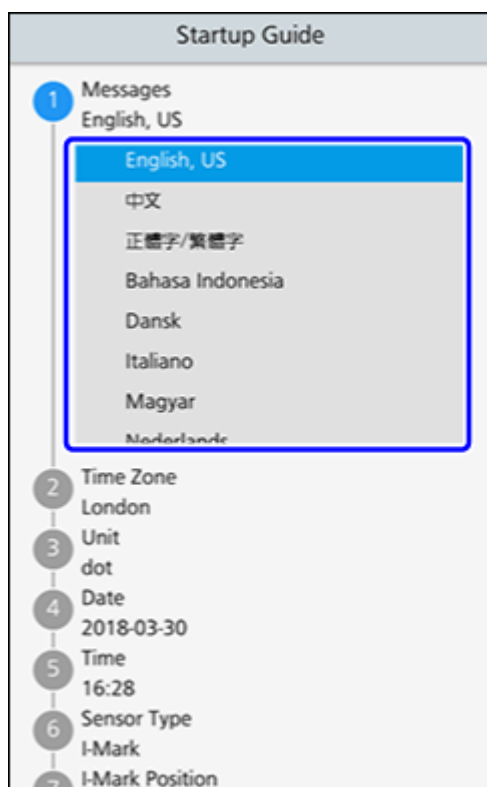 Startup Guide
1
Messages
English, US
English, US
中文
正體字/繁體字
Bahasa Indonesia
Dansk
Italiano
Magyar
Nederlands
2
Time Zone
London
3
Unit
dot
4
Date
2018-03-30
5
Time
16:28
6
Sensor Type
I-Mark
7
I-Mark Position